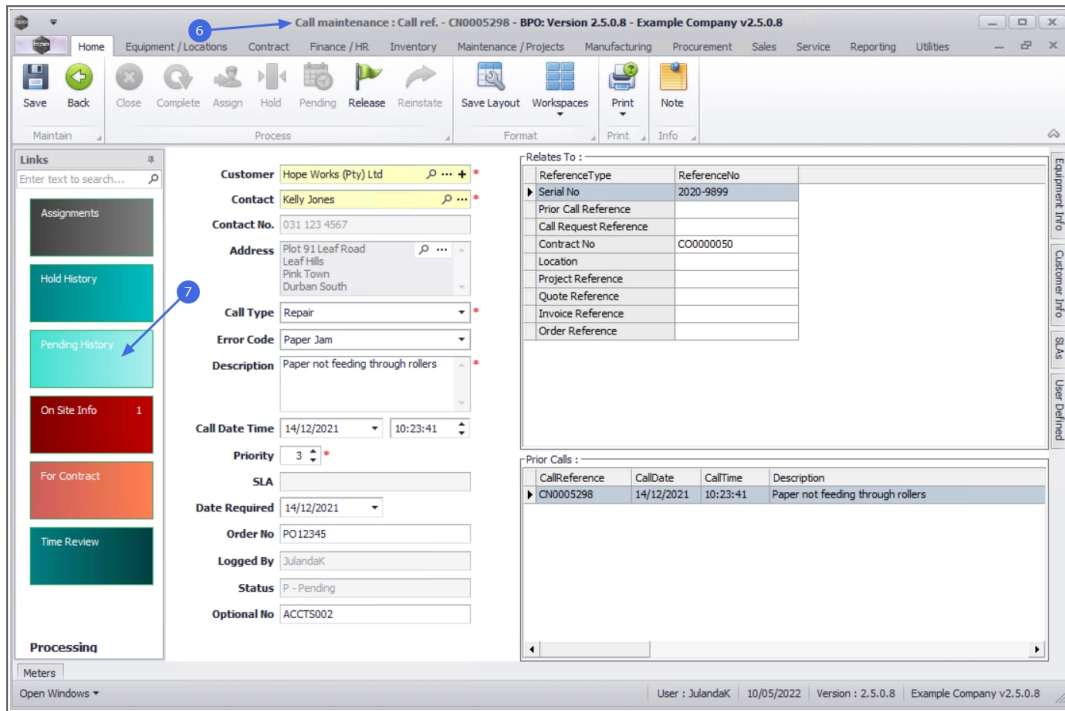 Call maintenance : Call ref. - CN0005298 - BPO: Version 2.5.0.8 - Example Company v2.5.0.8
6
Home Equipment / Locations Contract Finance / HR Inventory Maintenance / Projects Manufacturing Procurement Sales Service Reporting Utilities
Save Back Close Complete Assign Hold Pending Release Reinstate Save Layout Workspaces Print Note
Maintain Process Format Print Info
Links
Enter text to search...
Assignments
Hold History
7
Pending History
On Site Info 1
For Contract
Time Review
Processing
Customer Hope Works (Pty) Ltd *
Contact Kelly Jones *
Contact No. 031 123 4567
Address Plot 91 Leaf Road
Leaf Hills
Pink Town
Durban South
Call Type Repair *
Error Code Paper Jam
Description Paper not feeding through rollers *
Call Date Time 14/12/2021 10:23:41
Priority 3 *
SLA
Date Required 14/12/2021
Order No PO12345
Logged By JulandaK
Status P - Pending
Optional No ACCTS002
Relates To :
ReferenceType ReferenceNo
Serial No 2020-9899
Prior Call Reference
Call Request Reference
Contract No CO0000050
Location
Project Reference
Quote Reference
Invoice Reference
Order Reference
Prior Calls :
CallReference CallDate CallTime Description
CN0005298 14/12/2021 10:23:41 Paper not feeding through rollers
Equipment Info
Customer Info
SLAs
User Defined
Meters
Open Windows User : JulandaK 10/05/2022 Version : 2.5.0.8 Example Company v2.5.0.8